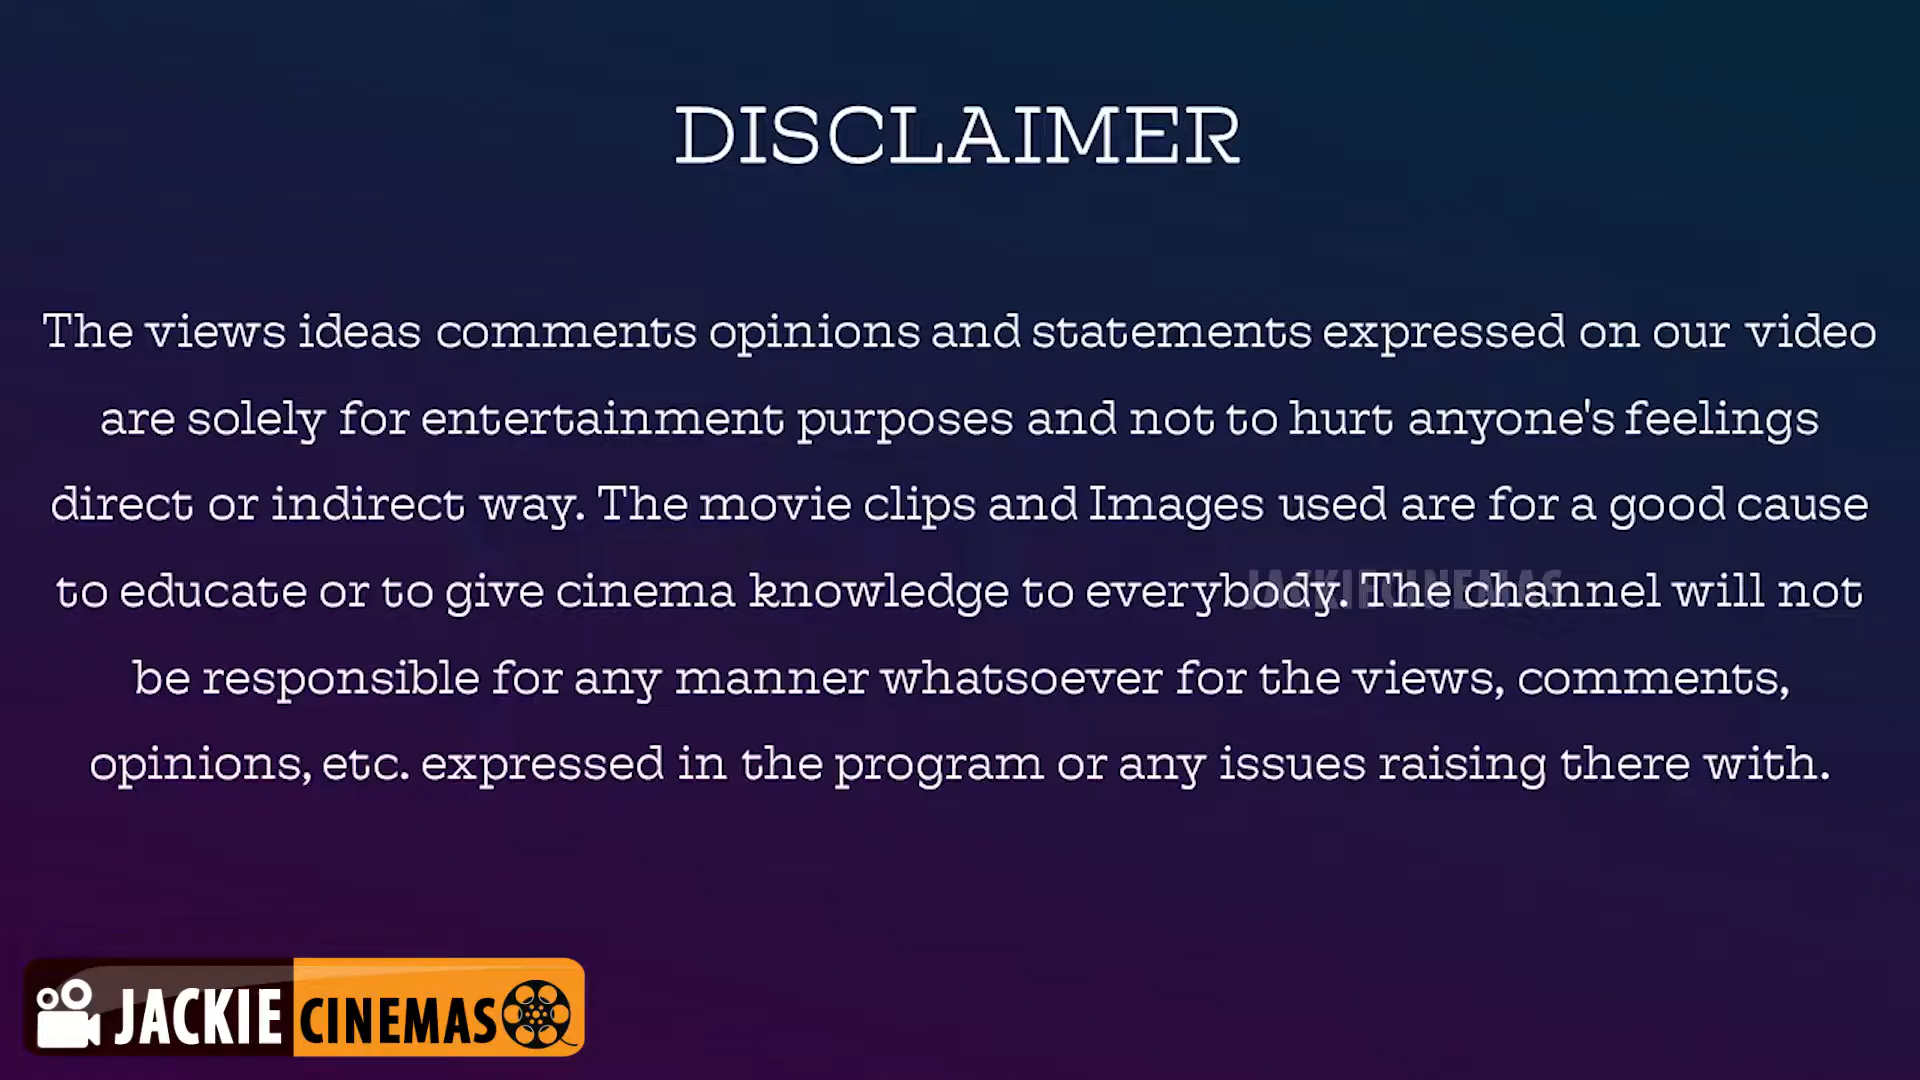 DISCLAIMER
The views ideas comments opinions and statements expressed on our video
are solely for entertainment purposes and not to hurt anyone's feelings
direct or indirect way. The movie clips and Images used are for a good cause
to educate or to give cinema knowledge to everybody. The channel will not
be responsible for any manner whatsoever for the views, comments,
opinions, etc. expressed in the program or any issues raising there with.
JACKIECINEMAS
JACKIE CINEMAS